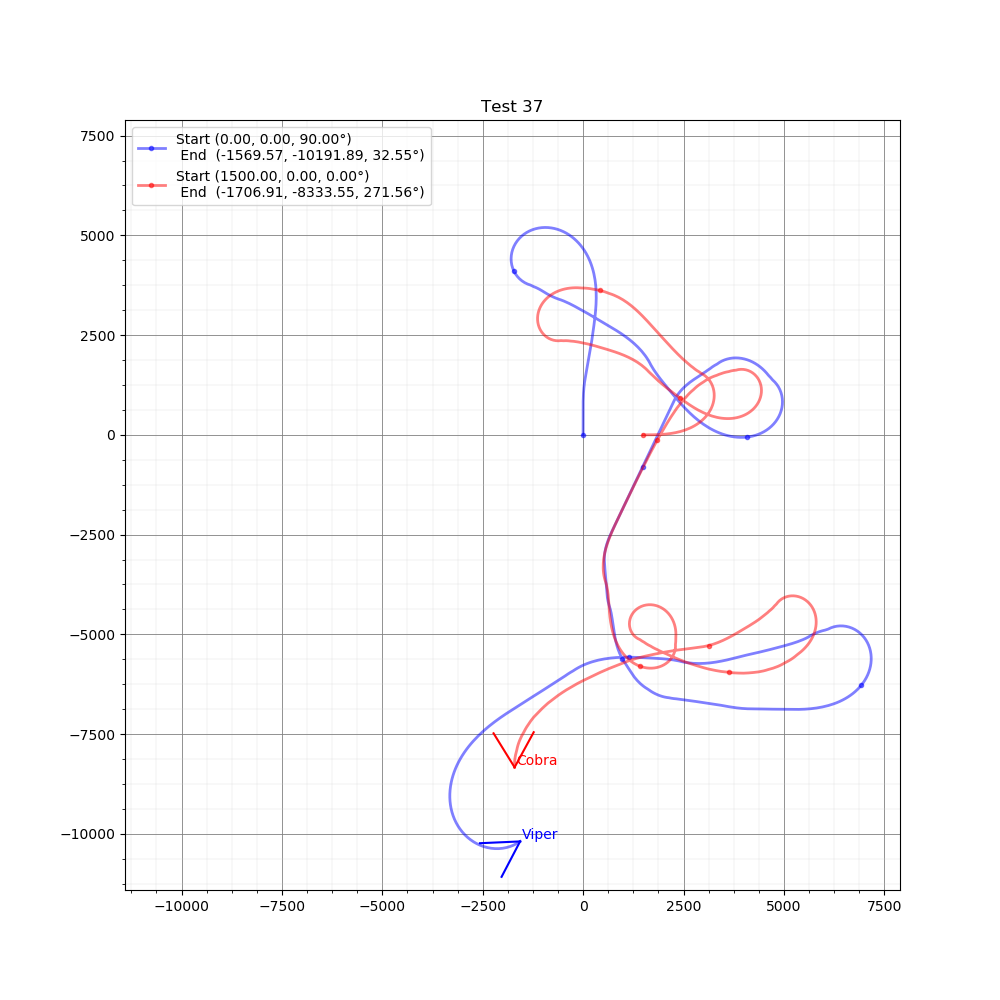 Test 37
Start (0.00, 0.00, 90.00°)
End  (-1569.57, -10191.89, 32.55°)
Start (1500.00, 0.00, 0.00°)
End  (-1706.91, -8333.55, 271.56°)
7500
5000
2500
0
−2500
−5000
−7500
−10000
Cobra
Viper
−10000 −7500 −5000 −2500 0 2500 5000 7500